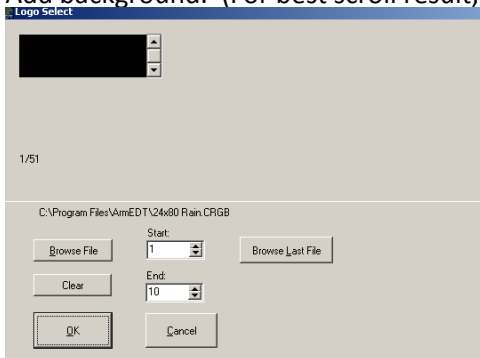 Add background. (For best scroll result)
Logo Select
1/51
C:\Program Files\ArmEDT\24x80 Rain.CRGB
Start:
Browse File
1
Browse Last File
Clear
End:
10
OK
Cancel